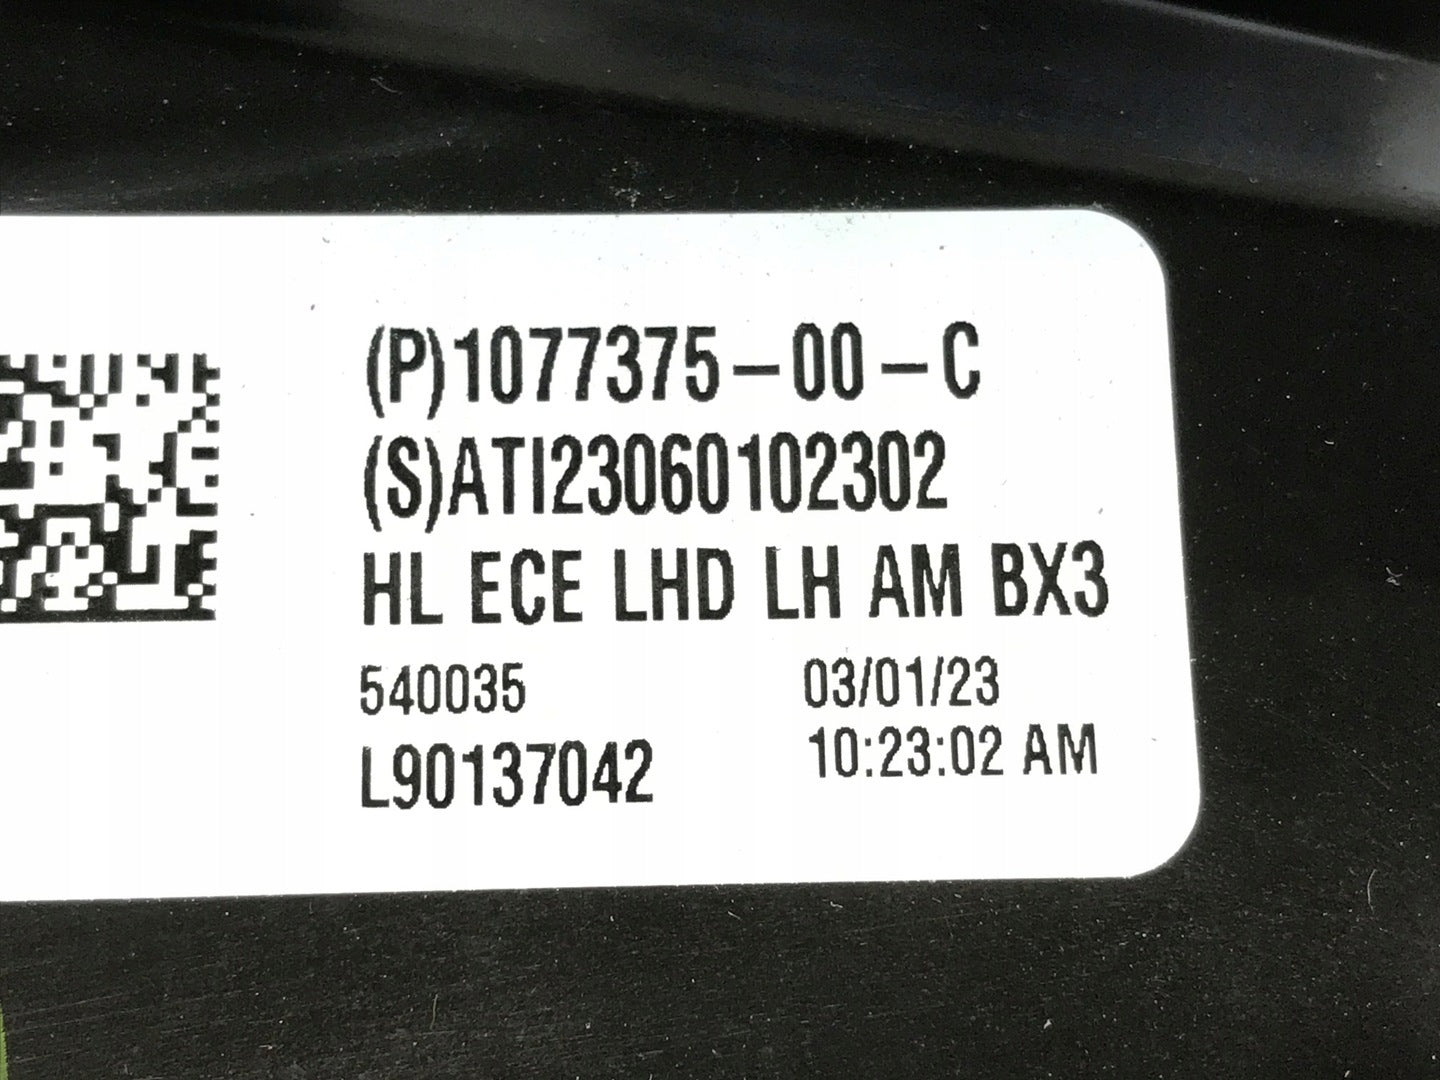 (P)1077375-00-C
(S)ATI23060102302
HL ECE LHD LH AM BX3
540035 03/01/23
L90137042 10:23:02 AM